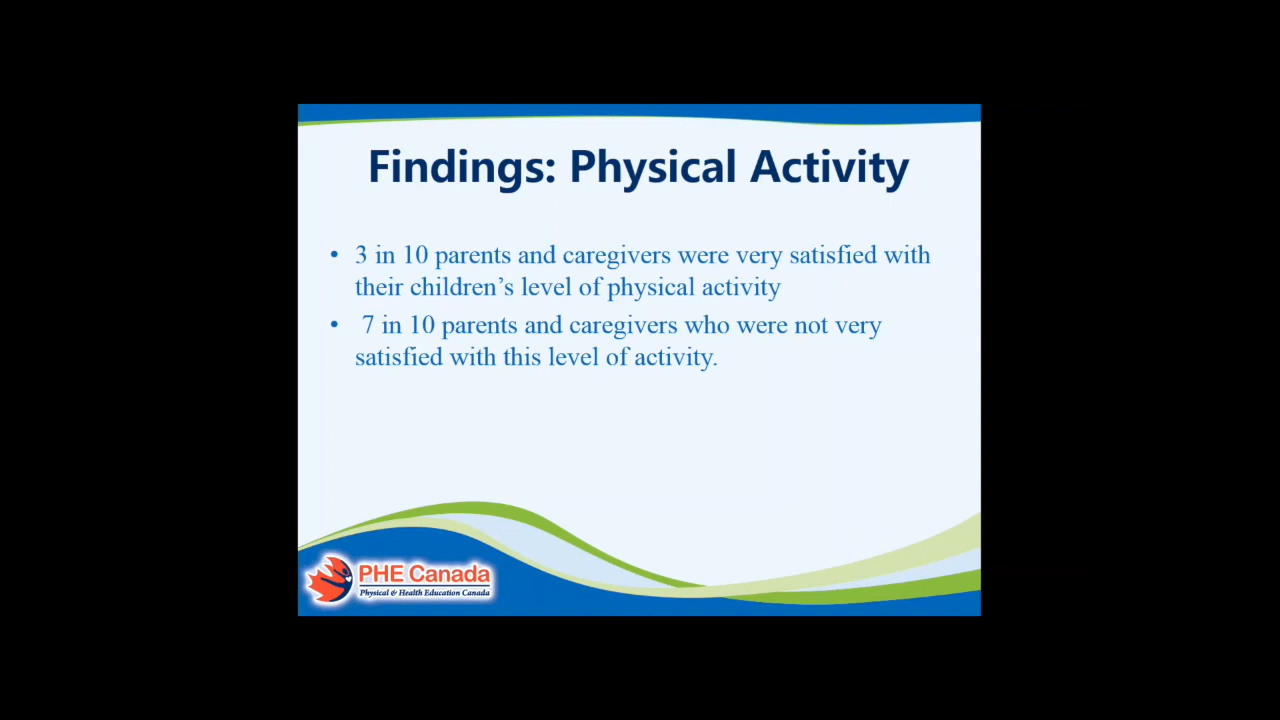 Findings: Physical Activity
• 3 in 10 parents and caregivers were very satisfied with
their children’s level of physical activity
• 7 in 10 parents and caregivers who were not very
satisfied with this level of activity.
PHE Canada
Physical & Health Education Canada